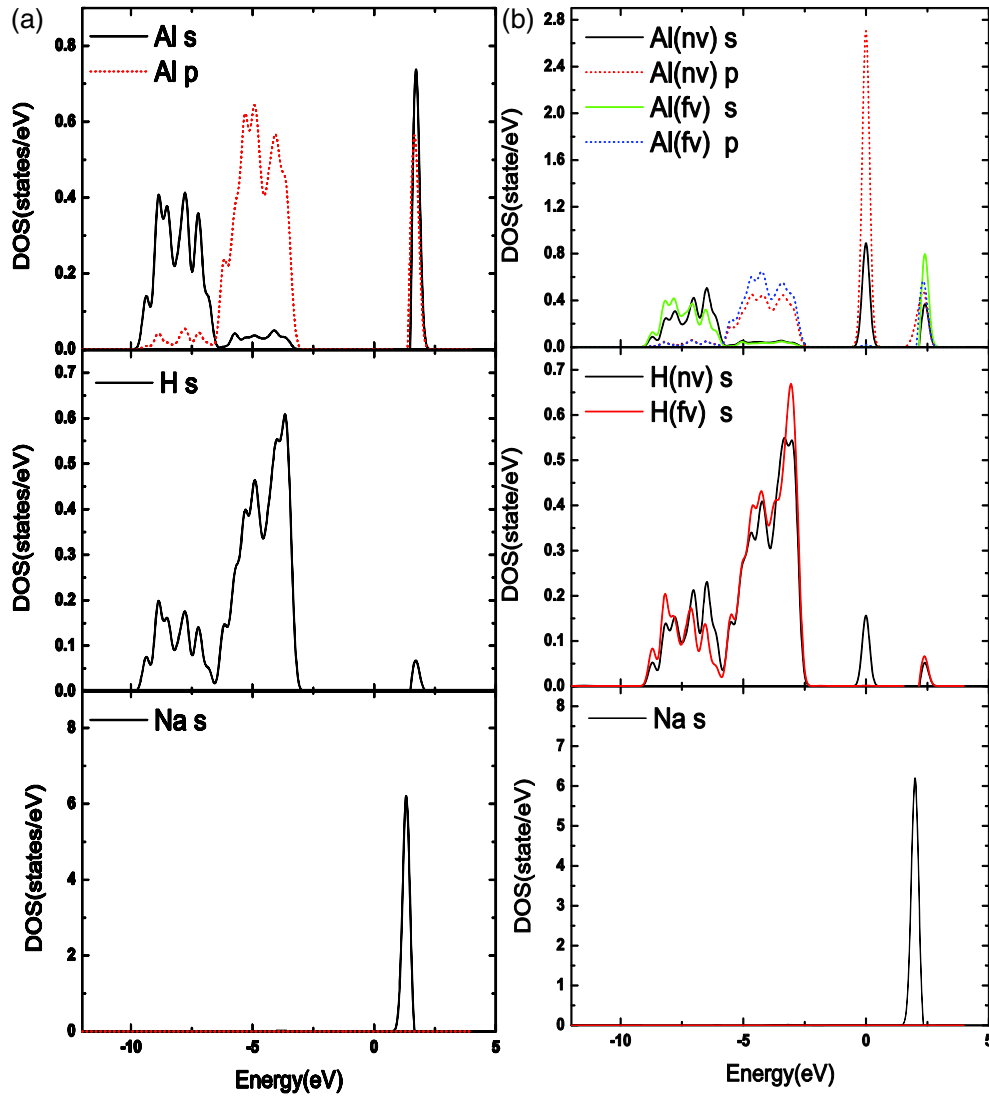 (a)
Al s
Al p
0.8
0.6
0.4
0.2
0.0
DOS(states/eV)
H s
0.7
0.6
0.5
0.4
0.3
0.2
0.1
0.0
DOS(states/eV)
Na s
8
6
4
2
0
DOS(states/eV)
-10
-5
0
5
Energy(eV)
(b)
Al(nv) s
Al(nv) p
Al(fv) s
Al(fv) p
2.8
2.4
2.0
1.6
1.2
0.8
0.4
0.0
DOS(state/eV)
H(nv) s
H(fv) s
0.7
0.6
0.5
0.4
0.3
0.2
0.1
0.0
DOS(state/eV)
Na s
8
7
6
5
4
3
2
1
0
DOS(state/eV)
-10
-5
0
5
Energy(eV)